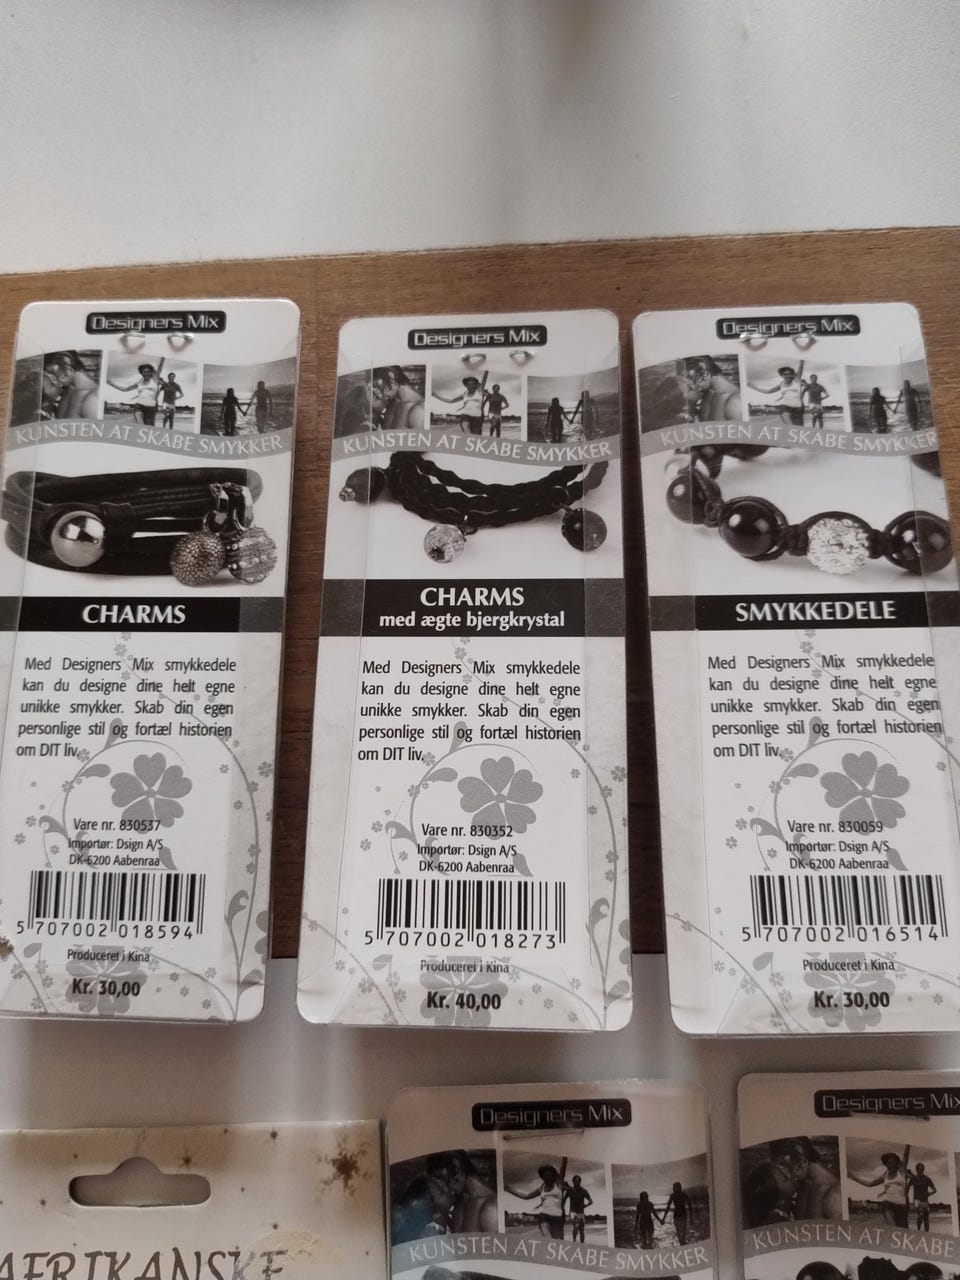 Designers Mix
KUNSTEN AT SKABE SMYKKER
CHARMS
Med Designers Mix smykkedele
kan du designe dine helt egne
unikke smykker. Skab din egen
personlige stil og fortæl historien
om DIT liv.
Vare nr. 830537
Importør: Dsign A/S
DK-6200 Aabenraa
5 707002 018594
Produceret i Kina
Kr. 30,00
Designers Mix
KUNSTEN AT SKABE SMYKKER
CHARMS
med ægte bjergkrystal
Med Designers Mix smykkedele
kan du designe dine helt egne
unikke smykker. Skab din egen
personlige stil og fortæl historien
om DIT liv.
Vare nr. 830352
Importør: Dsign A/S
DK-6200 Aabenraa
5 707002 018273
Produceret i Kina
Kr. 40,00
Designers Mix
KUNSTEN AT SKABE SMYKKER
SMYKKEDELE
Med Designers Mix smykkedele
kan du designe dine helt egne
unikke smykker. Skab din egen
personlige stil og fortæl historien
om DIT liv.
Vare nr. 830059
Importør: Dsign A/S
DK-6200 Aabenraa
5 707002 016514
Produceret i Kina
Kr. 30,00
AFRIKANSKE
Designers Mix
KUNSTEN AT SKABE SMYKKER
Designers Mix
KUNSTEN AT SKABE